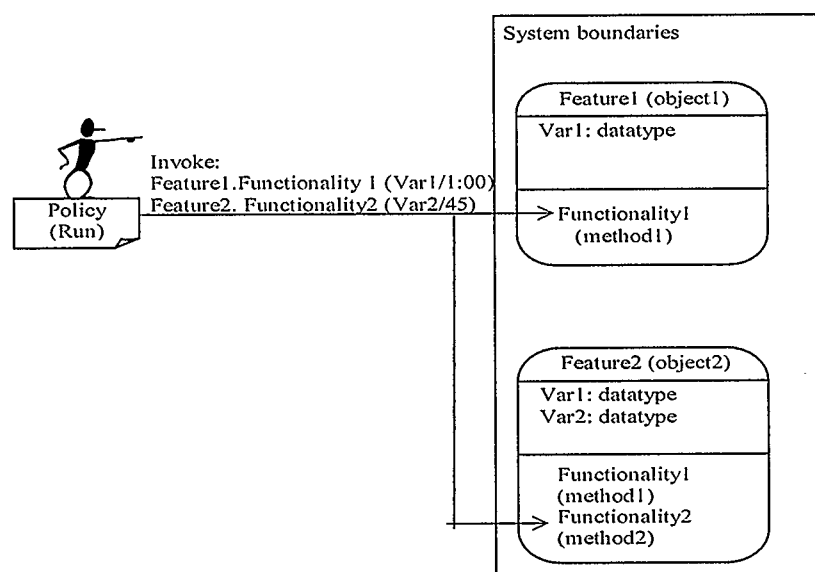 System boundaries
Feature1 (object1)
Var1: datatype
Invoke:
Feature1.Functionality 1 (Var1/1:00)
Feature2. Functionality2 (Var2/45)
Policy
(Run)
Functionality1
(method1)
Feature2 (object2)
Var1: datatype
Var2: datatype
Functionality1
(method1)
Functionality2
(method2)